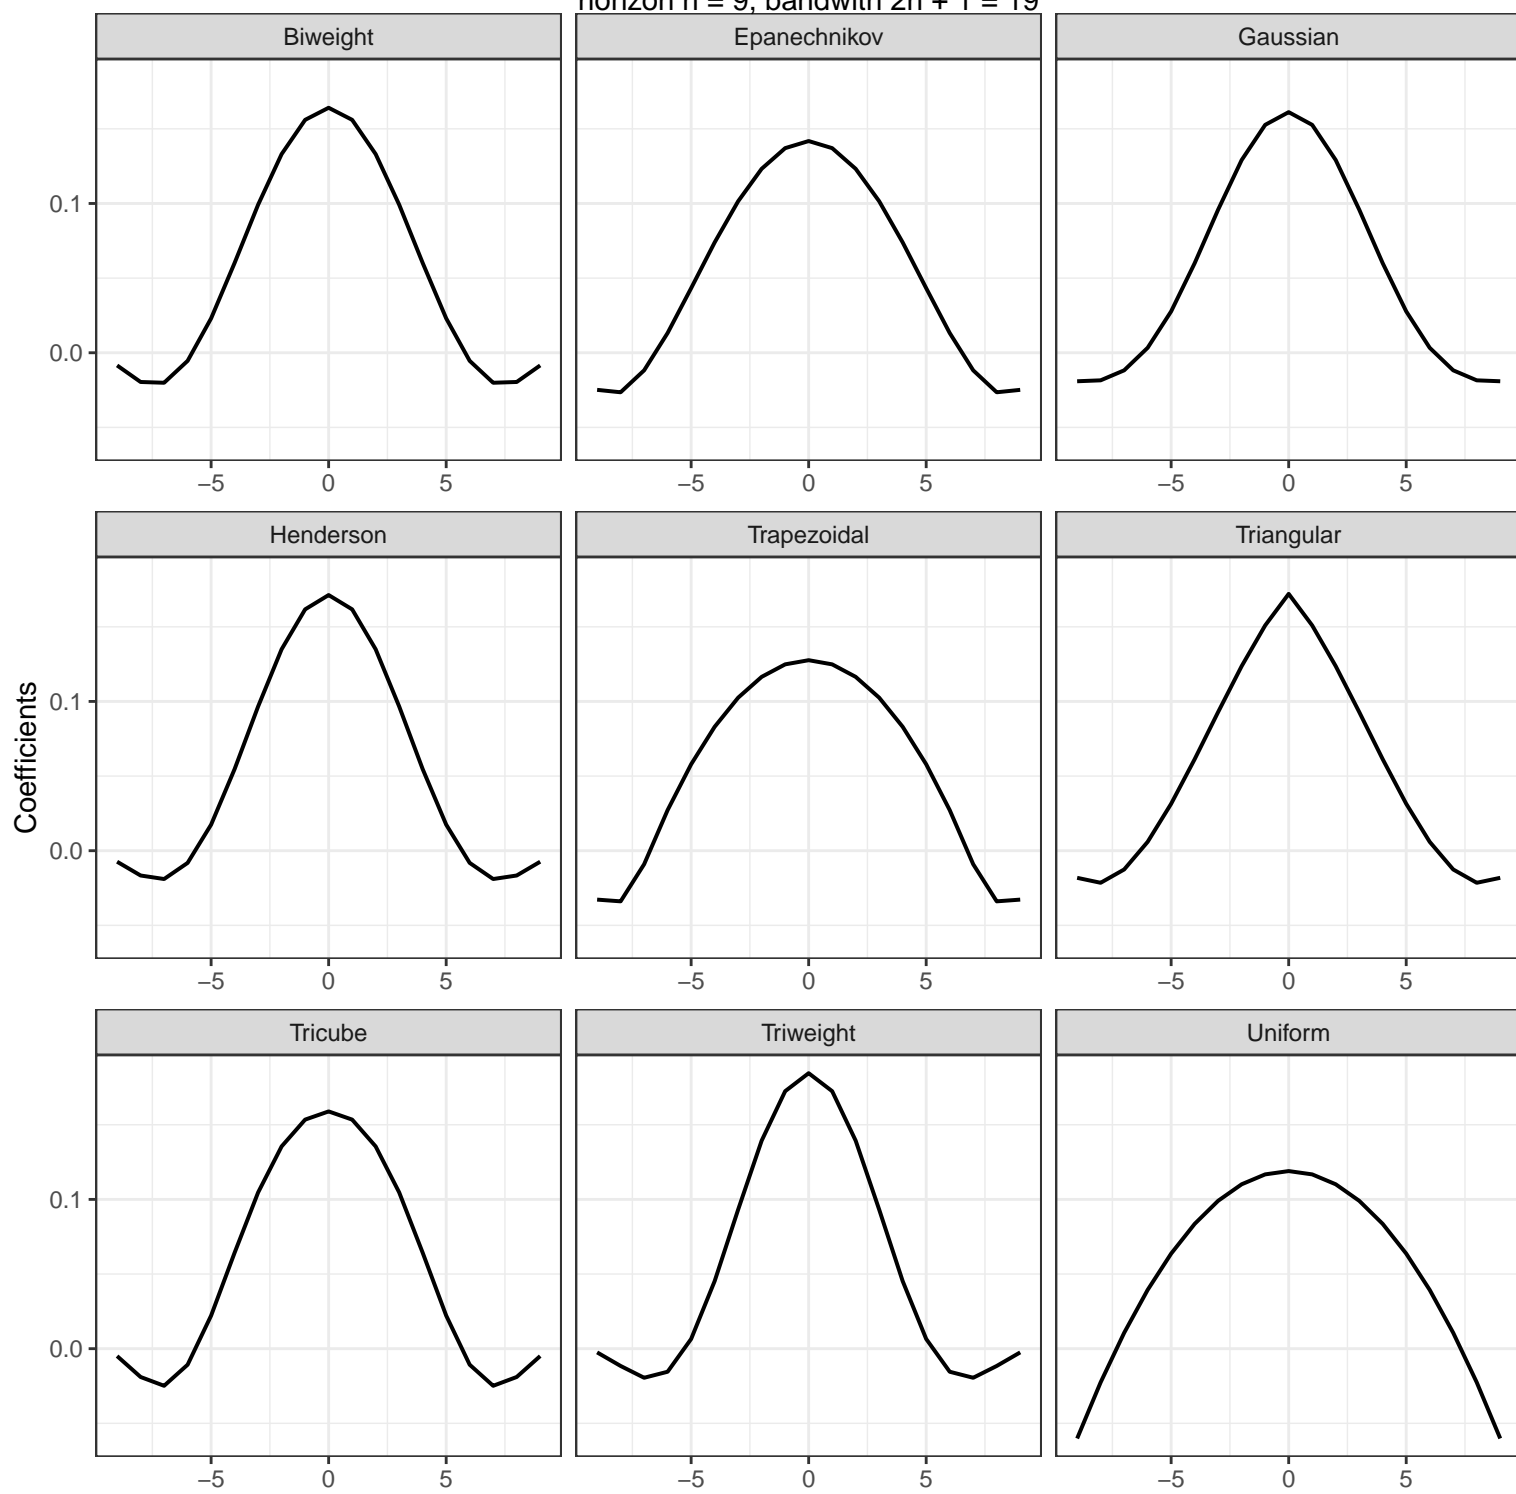 horizon h = 9, bandwith 2h + 1 = 19
Biweight Epanechnikov Gaussian
0.1
0.0
−5 0 5 −5 0 5 −5 0 5
Henderson Trapezoidal Triangular
Coefficients
0.1
0.0
−5 0 5 −5 0 5 −5 0 5
Tricube Triweight Uniform
0.1
0.0
−5 0 5 −5 0 5 −5 0 5